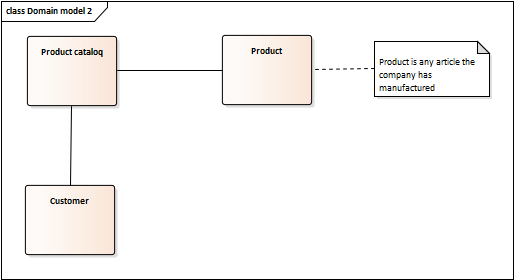 class Domain model 2
Product catalog
Product
Product is any article the
company has
manufactured
Customer